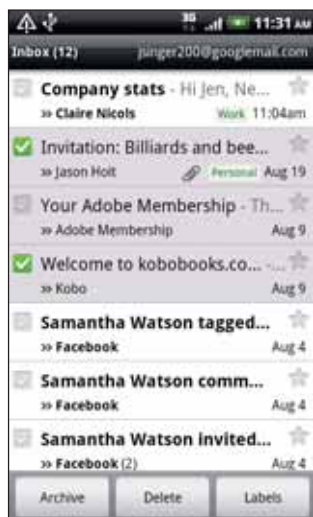 3G 11:31 AM
Inbox (12) jsinger200@googlemail.com
Company stats - Hi Jen, Ne...
» Claire Nicols Work 11:04am
Invitation: Billiards and bee...
» Jason Holt Personal Aug 19
Your Adobe Membership - Th...
» Adobe Membership Aug 9
Welcome to kobobooks.co... -...
» Kobo Aug 9
Samantha Watson tagged...
» Facebook Aug 4
Samantha Watson comm...
» Facebook Aug 4
Samantha Watson invited...
» Facebook (2) Aug 4
Archive Delete Labels